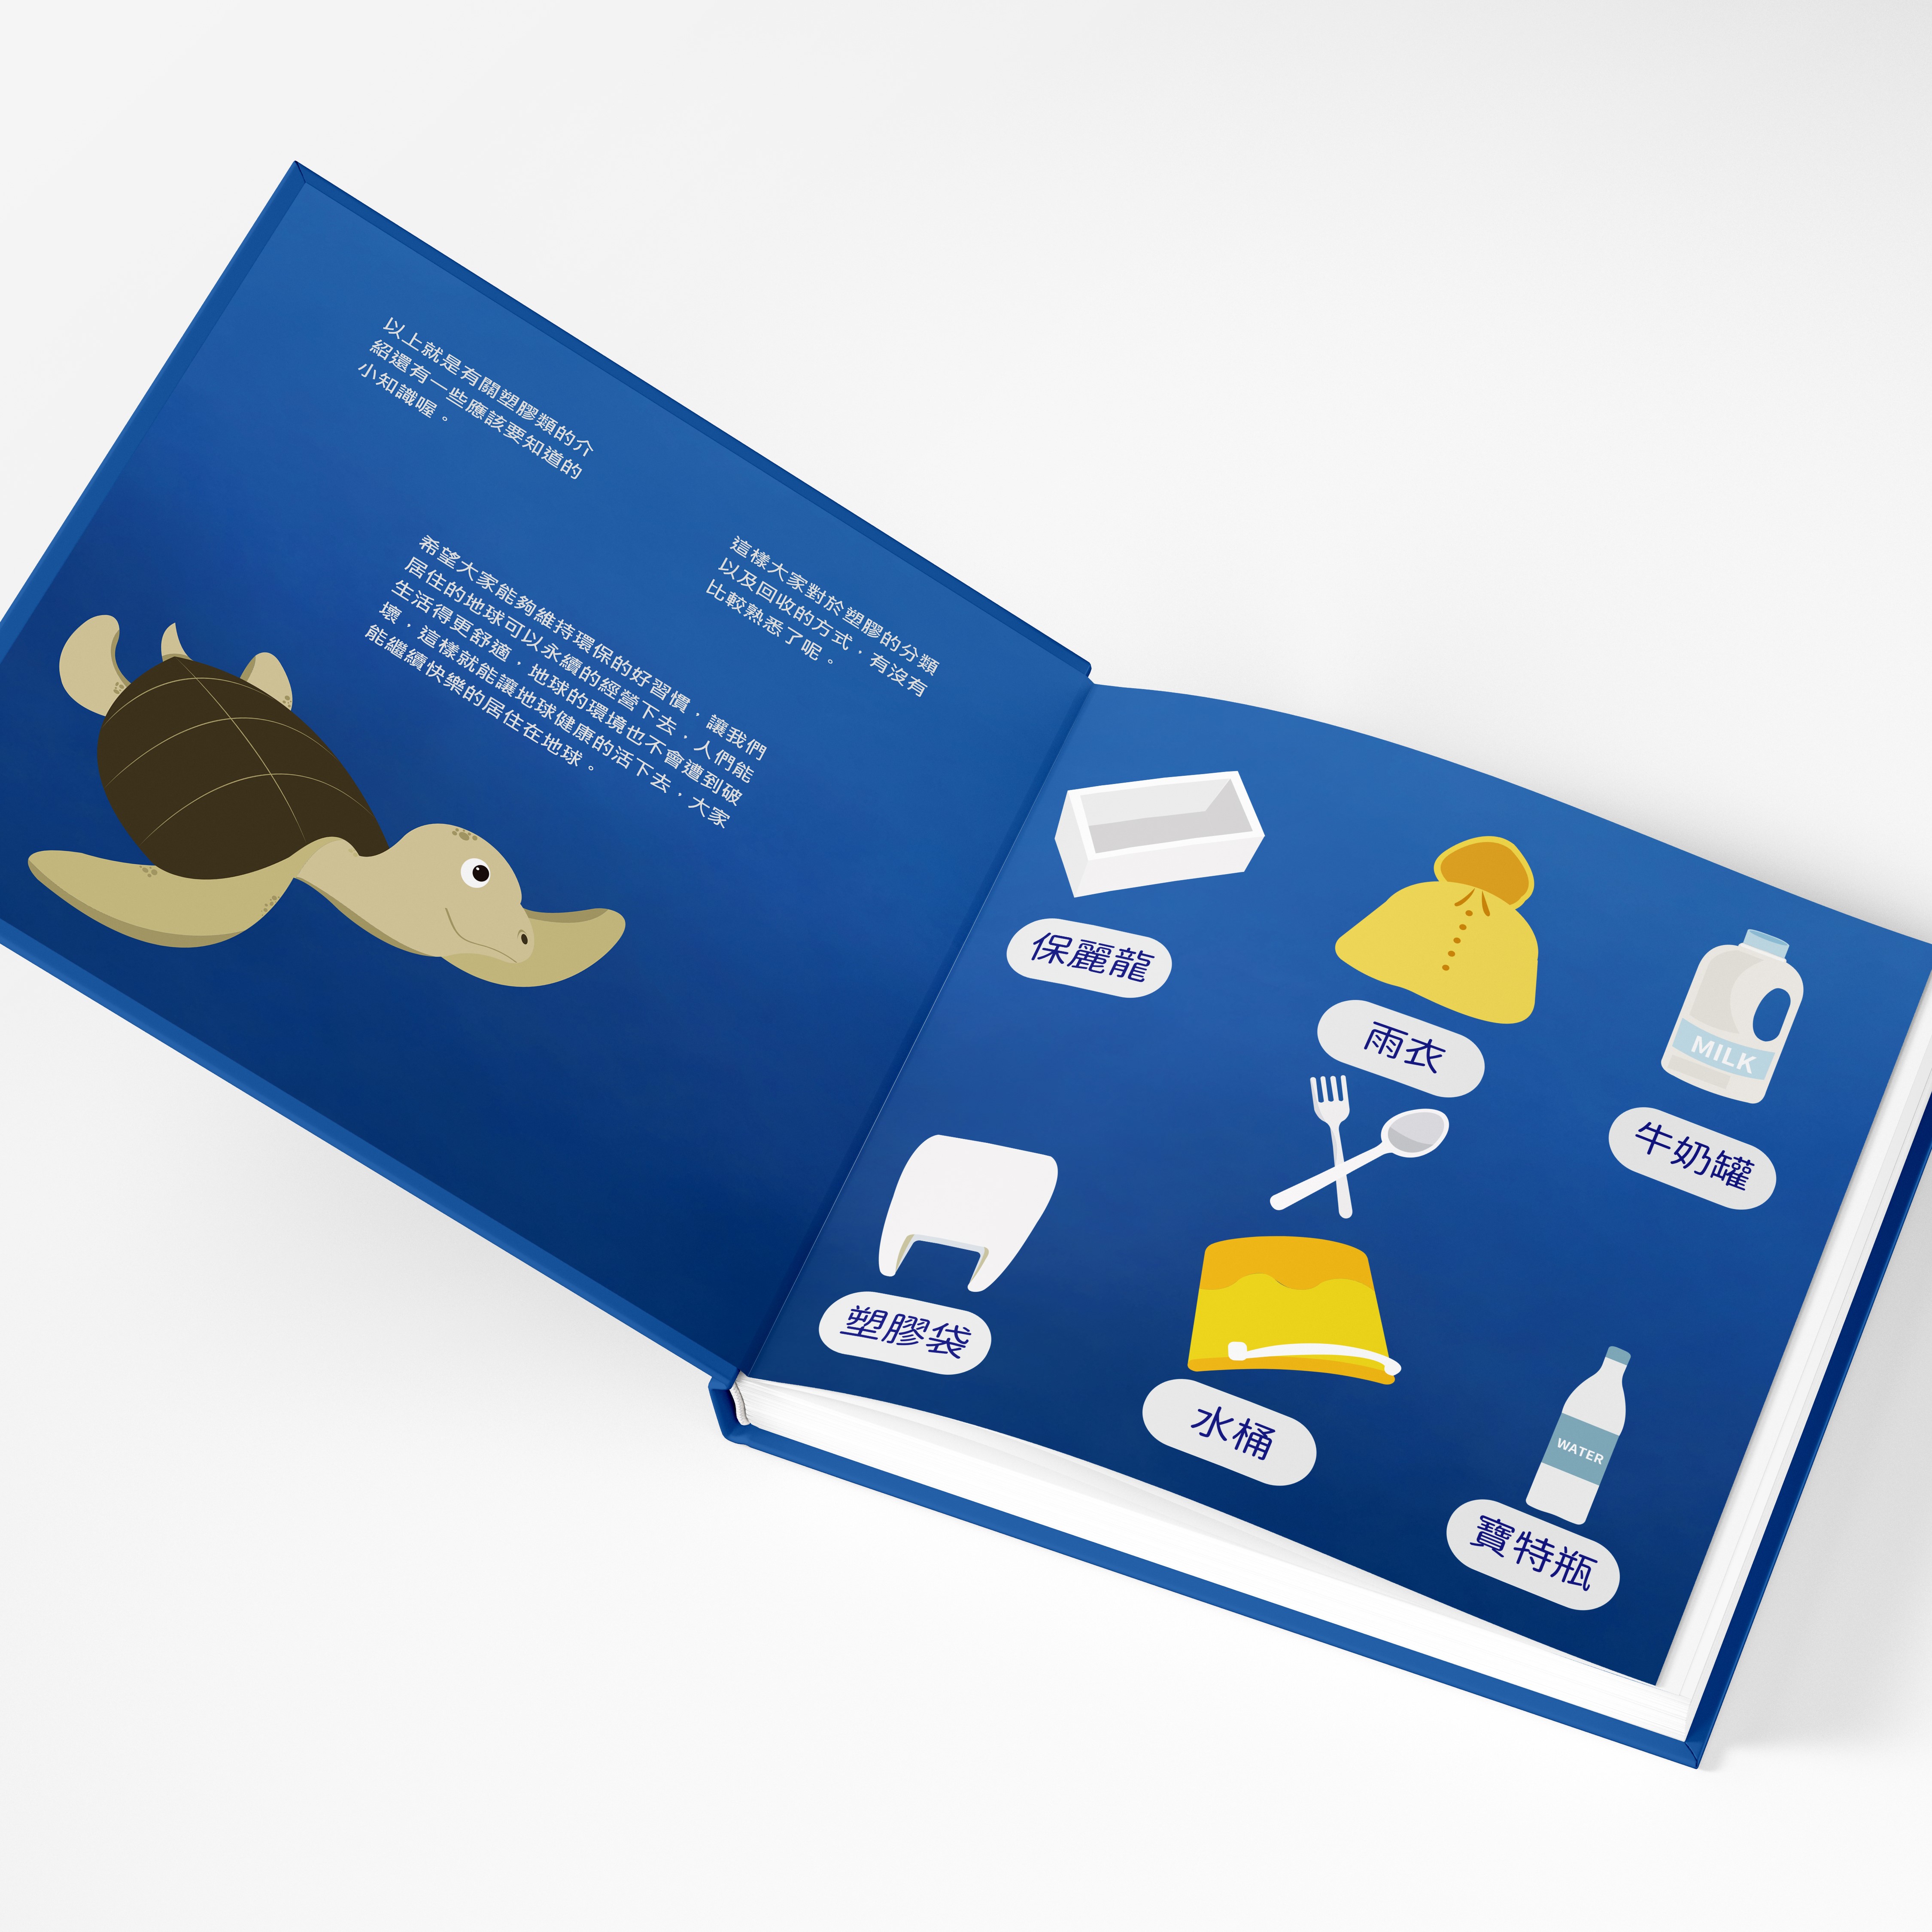 以上就是有關塑膠類的介
紹還有一些應該要知道的
小知識喔。
這樣大家對於塑膠的分類
以及回收的方式，有沒有
比較熟悉了呢。
希望大家能夠維持環保的好習慣，讓我們
居住的地球可以永續的經營下去，人們能
生活得更舒適，地球的環境也不會遭到破
壞，這樣就能讓地球健康的活下去，大家
能繼續快樂的居住在地球。
保麗龍
雨衣
MILK
牛奶罐
塑膠袋
水桶
WATER
寶特瓶